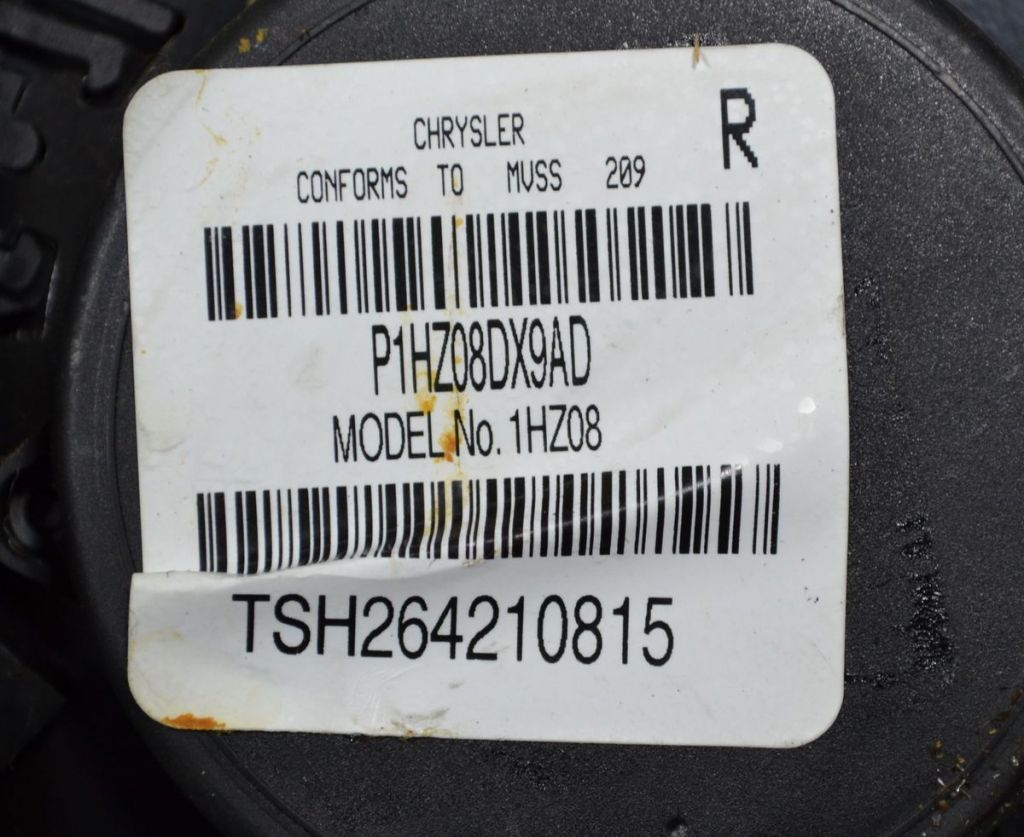 R
CHRYSLER
CONFORMS TO MVSS 209
P1HZ08DX9AD
MODEL No. 1HZ08
TSH264210815